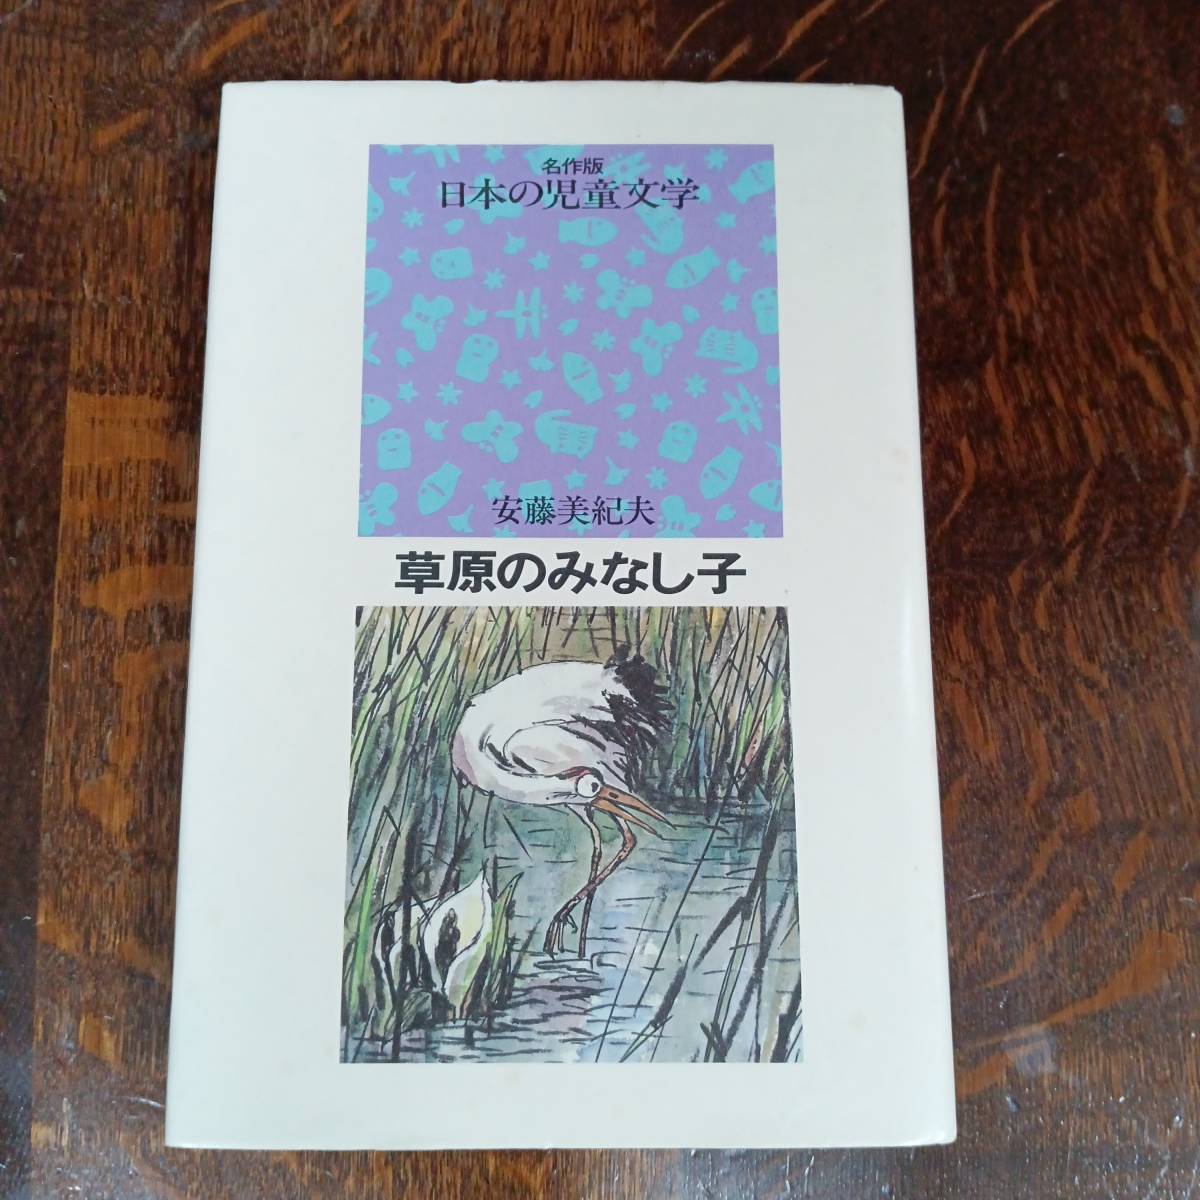 名作版
日本の児童文学
安藤美紀夫
草原のみなし子